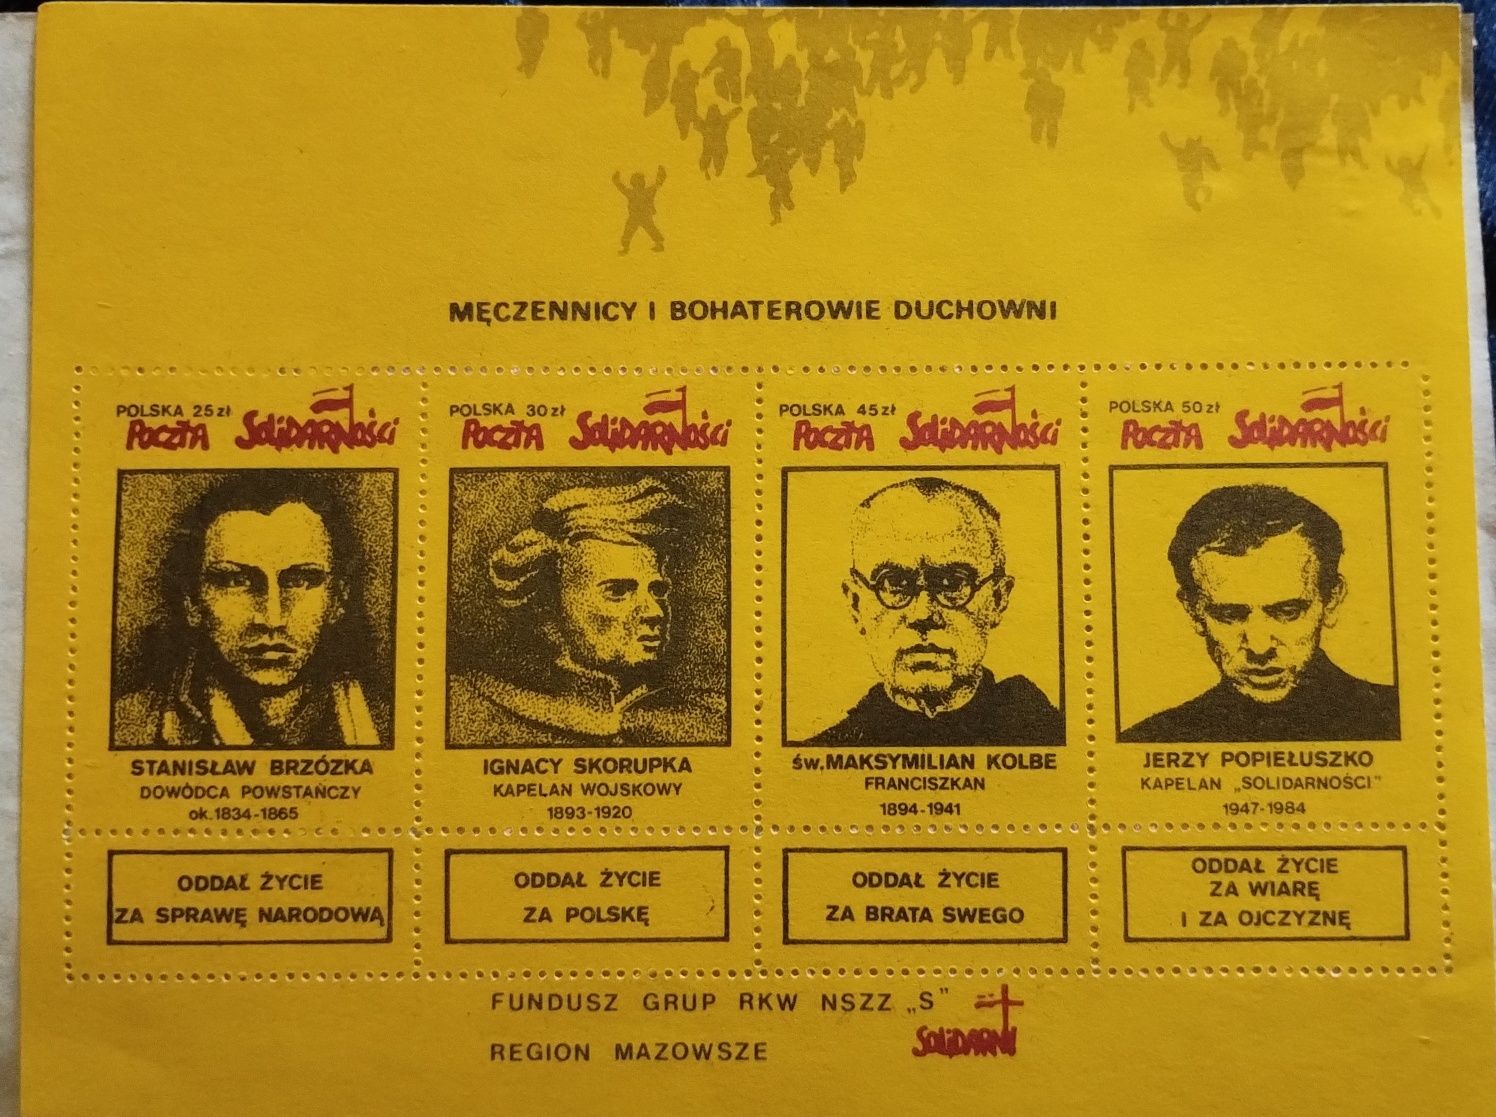 MĘCZENNICY I BOHATEROWIE DUCHOWNI
POLSKA 25 zł
POCZTA SOLIDARNOŚCI
STANISŁAW BRZÓZKA
DOWÓDCA POWSTAŃCZY
ok. 1834-1865
ODDAŁ ŻYCIE
ZA SPRAWĘ NARODOWĄ
POLSKA 30 zł
POCZTA SOLIDARNOŚCI
IGNACY SKORUPKA
KAPELAN WOJSKOWY
1893-1920
ODDAŁ ŻYCIE
ZA POLSKĘ
POLSKA 45 zł
POCZTA SOLIDARNOŚCI
św. MAKSYMILIAN KOLBE
FRANCISZKAN
1894-1941
ODDAŁ ŻYCIE
ZA BRATA SWEGO
POLSKA 50 zł
POCZTA SOLIDARNOŚCI
JERZY POPIEŁUSZKO
KAPELAN „SOLIDARNOŚCI"
1947-1984
ODDAŁ ŻYCIE
ZA WIARĘ
I ZA OJCZYZNĘ
FUNDUSZ GRUP RKW NSZZ „S"
REGION MAZOWSZE
SOLIDARNI